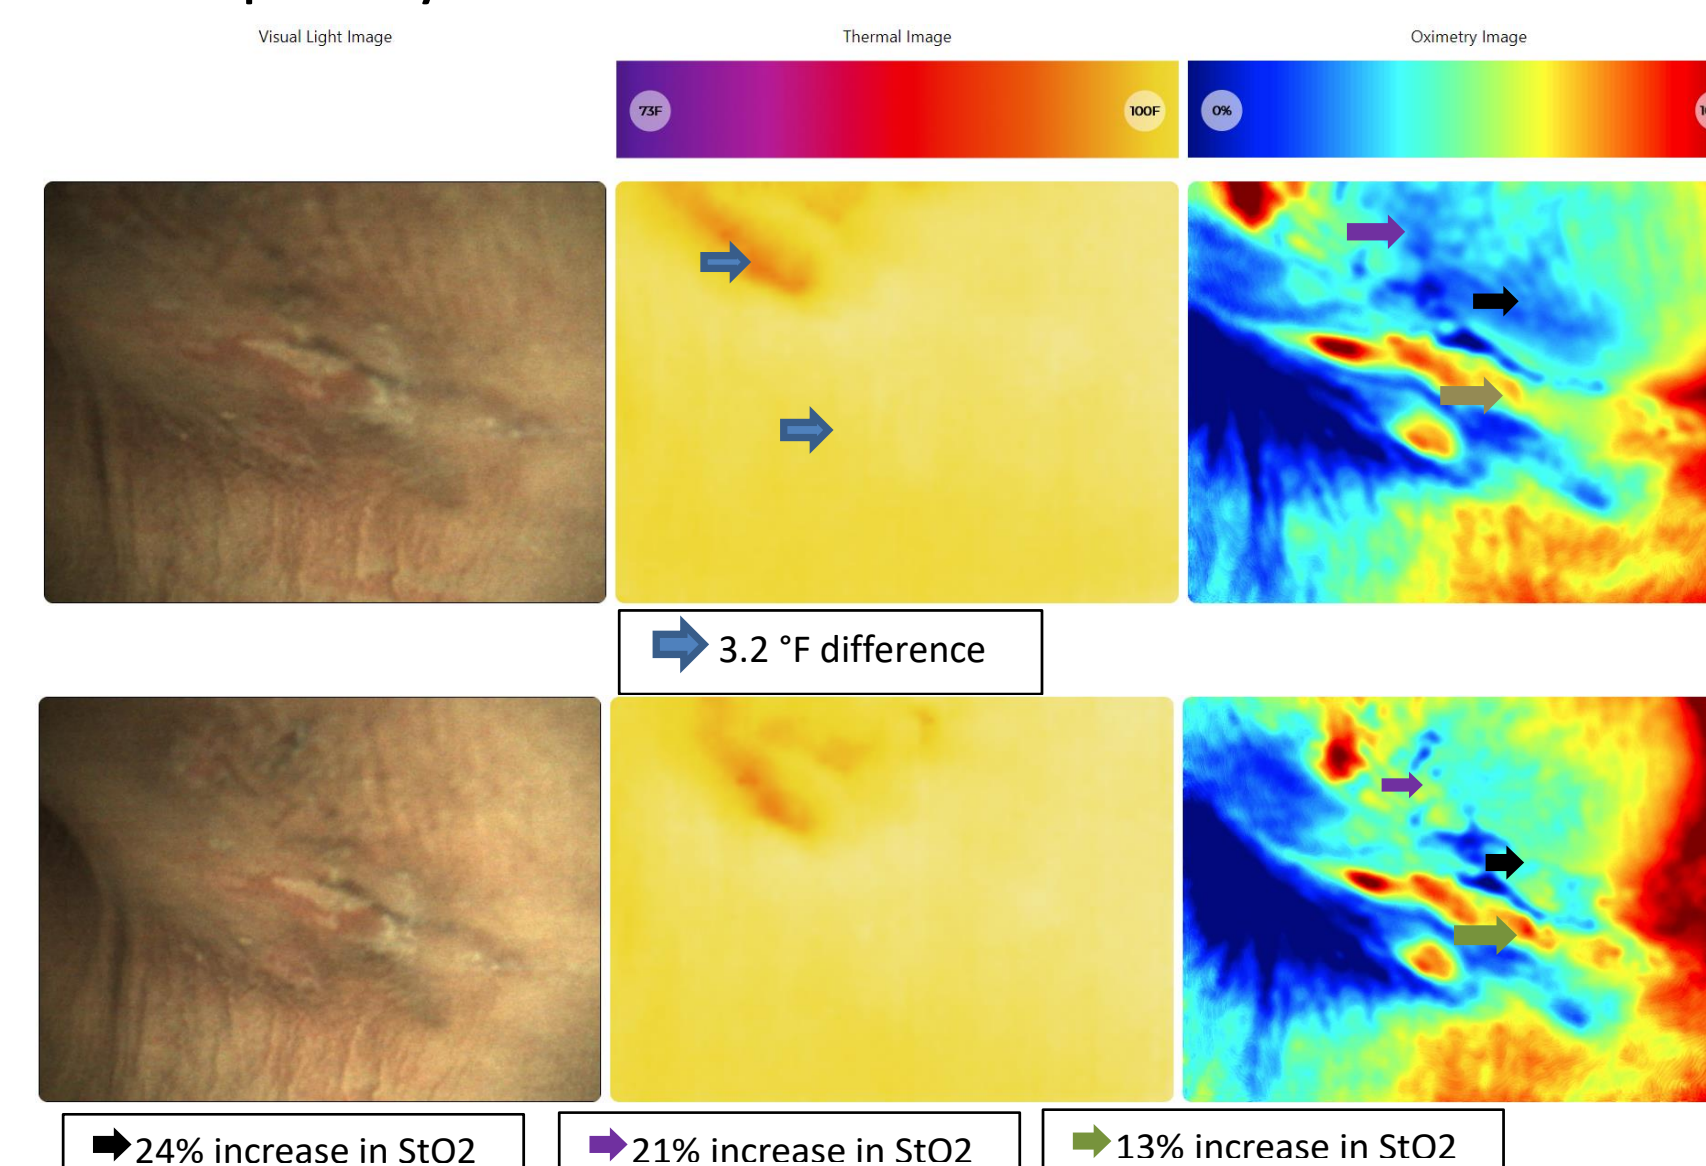 Visual Light Image
Thermal Image
Oximetry Image
73F
100F
0%
3.2 °F difference
24% increase in StO2
21% increase in StO2
13% increase in StO2